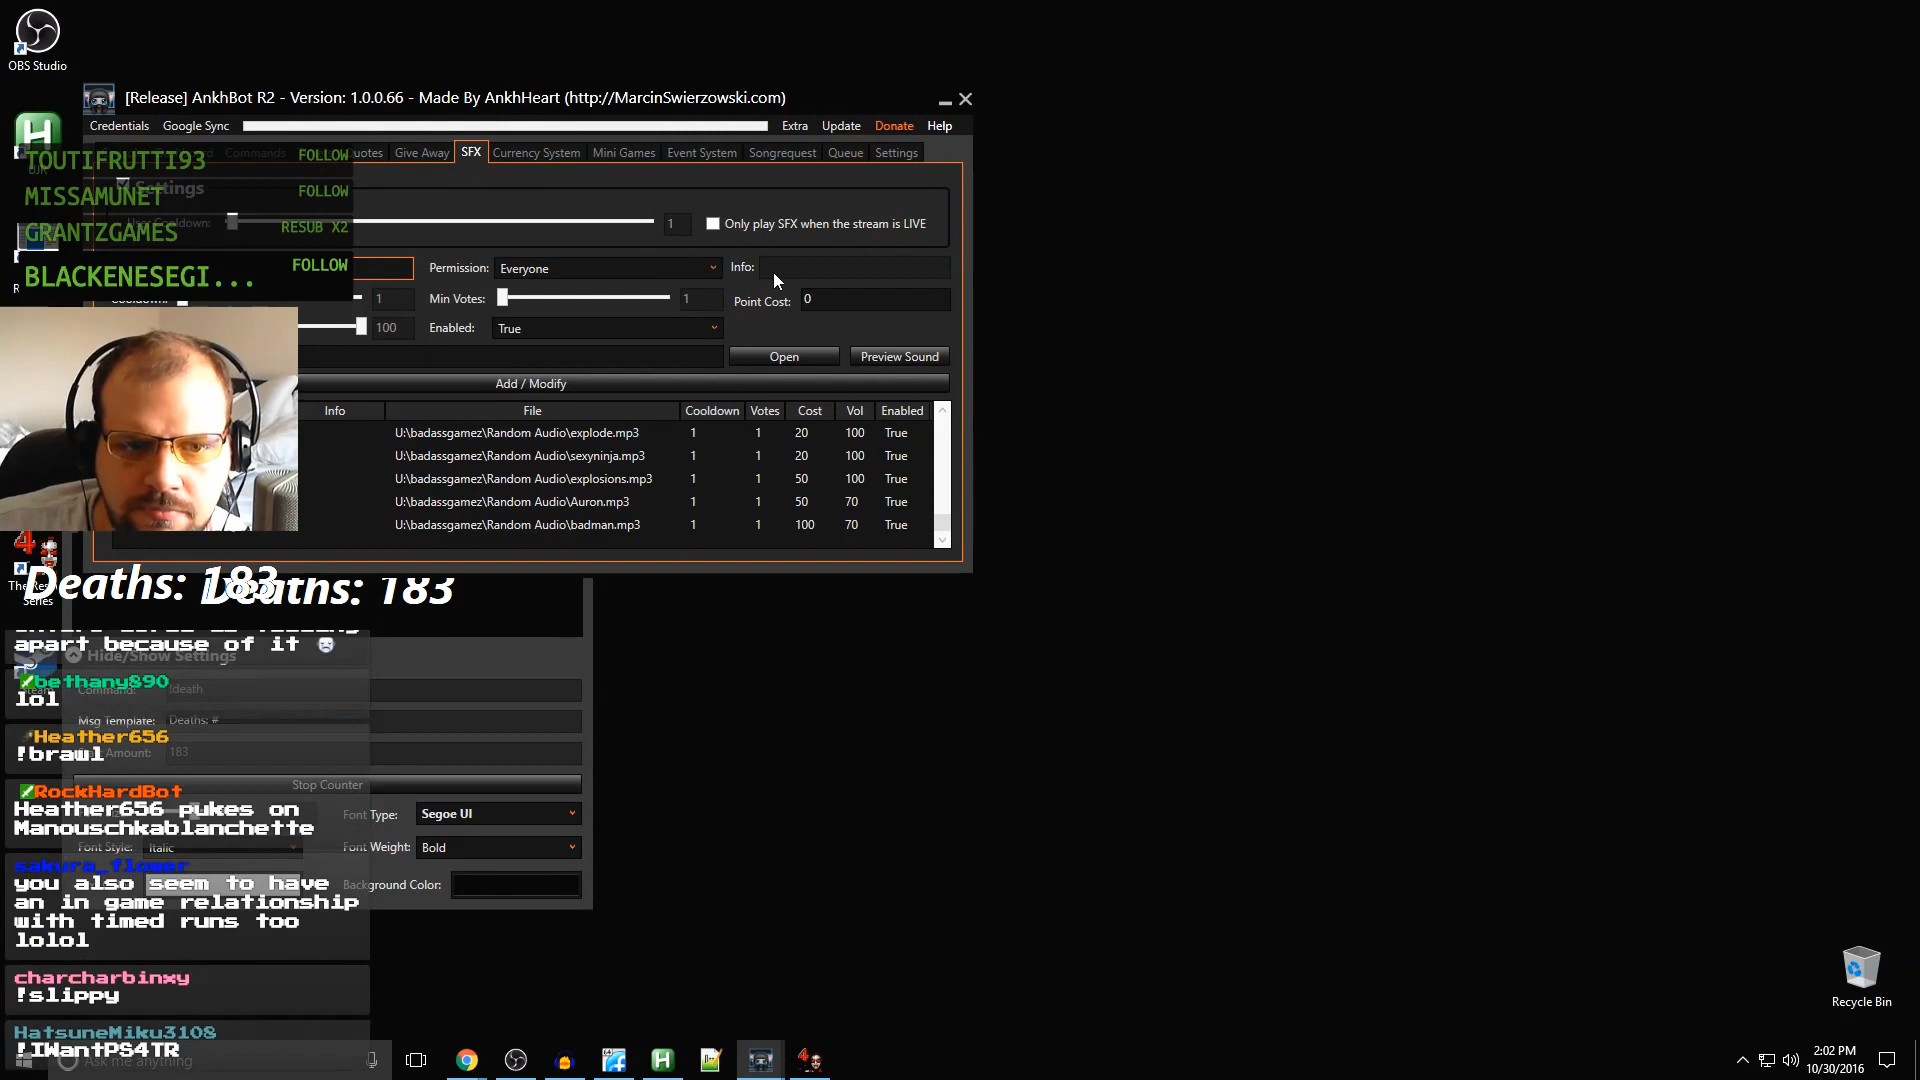 OBS Studio
[Release] AnkhBot R2 - Version: 1.0.0.66 - Made By AnkhHeart (http://MarcinSwierzowski.com)
Credentials Google Sync Extra Update Donate Help
Commands Quotes Give Away SFX Currency System Mini Games Event System Songrequest Queue Settings
TOUTIFRUTTI93 FOLLOW
Settings
MISSAMUNET FOLLOW
Cooldown: 1 Only play SFX when the stream is LIVE
GRANTZGAMES RESUB X2
BLACKENESEGI... FOLLOW
Permission: Everyone Info:
Cooldown: 1 Min Votes: 1 Point Cost: 0
100 Enabled: True
Open Preview Sound
Add / Modify
Info File Cooldown Votes Cost Vol Enabled
U:\badassgamez\Random Audio\explode.mp3 1 1 20 100 True
U:\badassgamez\Random Audio\sexyninja.mp3 1 1 20 100 True
U:\badassgamez\Random Audio\explosions.mp3 1 1 50 100 True
U:\badassgamez\Random Audio\Auron.mp3 1 1 50 70 True
U:\badassgamez\Random Audio\badman.mp3 1 1 100 70 True
Series
Deaths: 183
Deaths: 183
apart because of it
Hide/Show Settings
bethany890
lol
Command: !death
Msg Template: Deaths: #
Heather656
!brawl
Amount: 183
Stop Counter
RockHardBot
Heather656 pukes on
Manouschkablanchette
Font Type: Segoe UI
Font Style: Italic Font Weight: Bold
sakura_flower
you also seem to have
an in game relationship
with timed runs too
lolol
Background Color:
charcharbinxy
!slippy
HatsuneMiku3108
!IWantPS4TR
Ask me anything
Recycle Bin
2:02 PM
10/30/2016